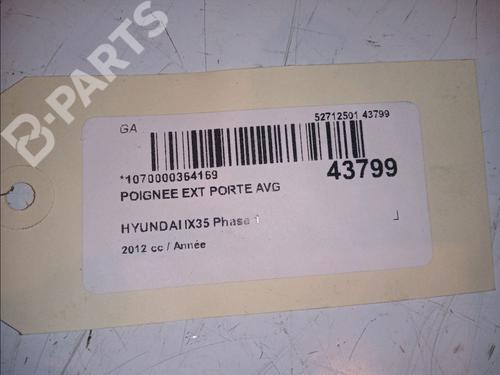 B-PARTS
GA
52712501 43799
*1070000364169
43799
POIGNEE EXT PORTE AVG
HYUNDAI IX35 Phase 1
2012 cc / Année